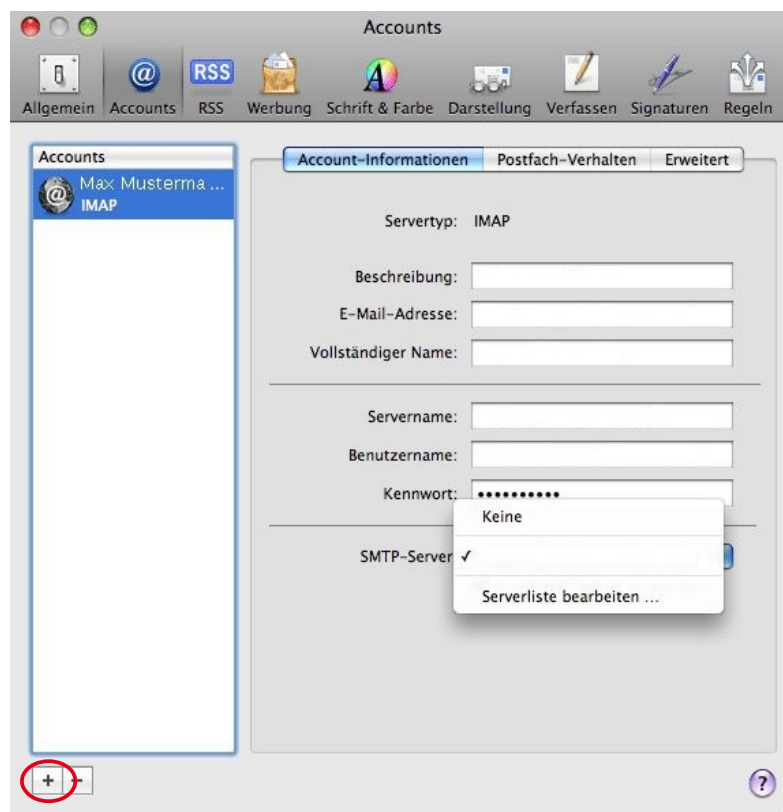 Accounts
RSS
Allgemein Accounts RSS Werbung Schrift & Farbe Darstellung Verfassen Signaturen Regeln
Accounts
Max Musterma ...
IMAP
Account-Informationen Postfach-Verhalten Erweitert
Servertyp: IMAP
Beschreibung:
E-Mail-Adresse:
Vollständiger Name:
Servername:
Benutzername:
Kennwort: ••••••••••
Keine
SMTP-Server ✓
Serverliste bearbeiten ...
+ −
?